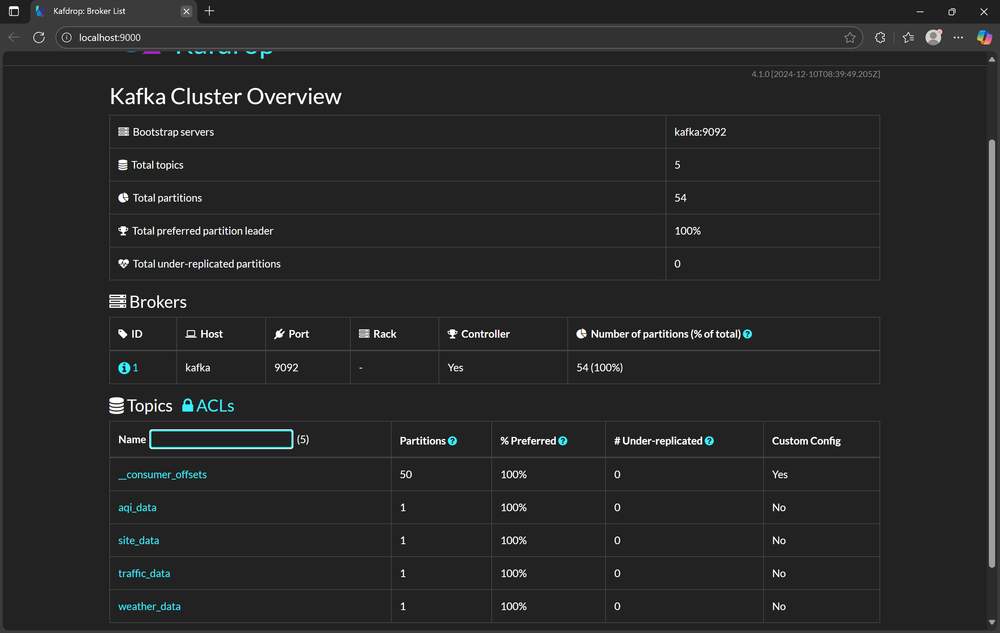 Kafdrop: Broker List
localhost:9000
Kafdrop
4.1.0 [2024-12-10T08:39:49.205Z]
Kafka Cluster Overview
Bootstrap servers kafka:9092
Total topics 5
Total partitions 54
Total preferred partition leader 100%
Total under-replicated partitions 0
Brokers
ID Host Port Rack Controller Number of partitions (% of total)
1 kafka 9092 - Yes 54 (100%)
Topics ACLs
Name (5) Partitions % Preferred # Under-replicated Custom Config
__consumer_offsets 50 100% 0 Yes
aqi_data 1 100% 0 No
site_data 1 100% 0 No
traffic_data 1 100% 0 No
weather_data 1 100% 0 No